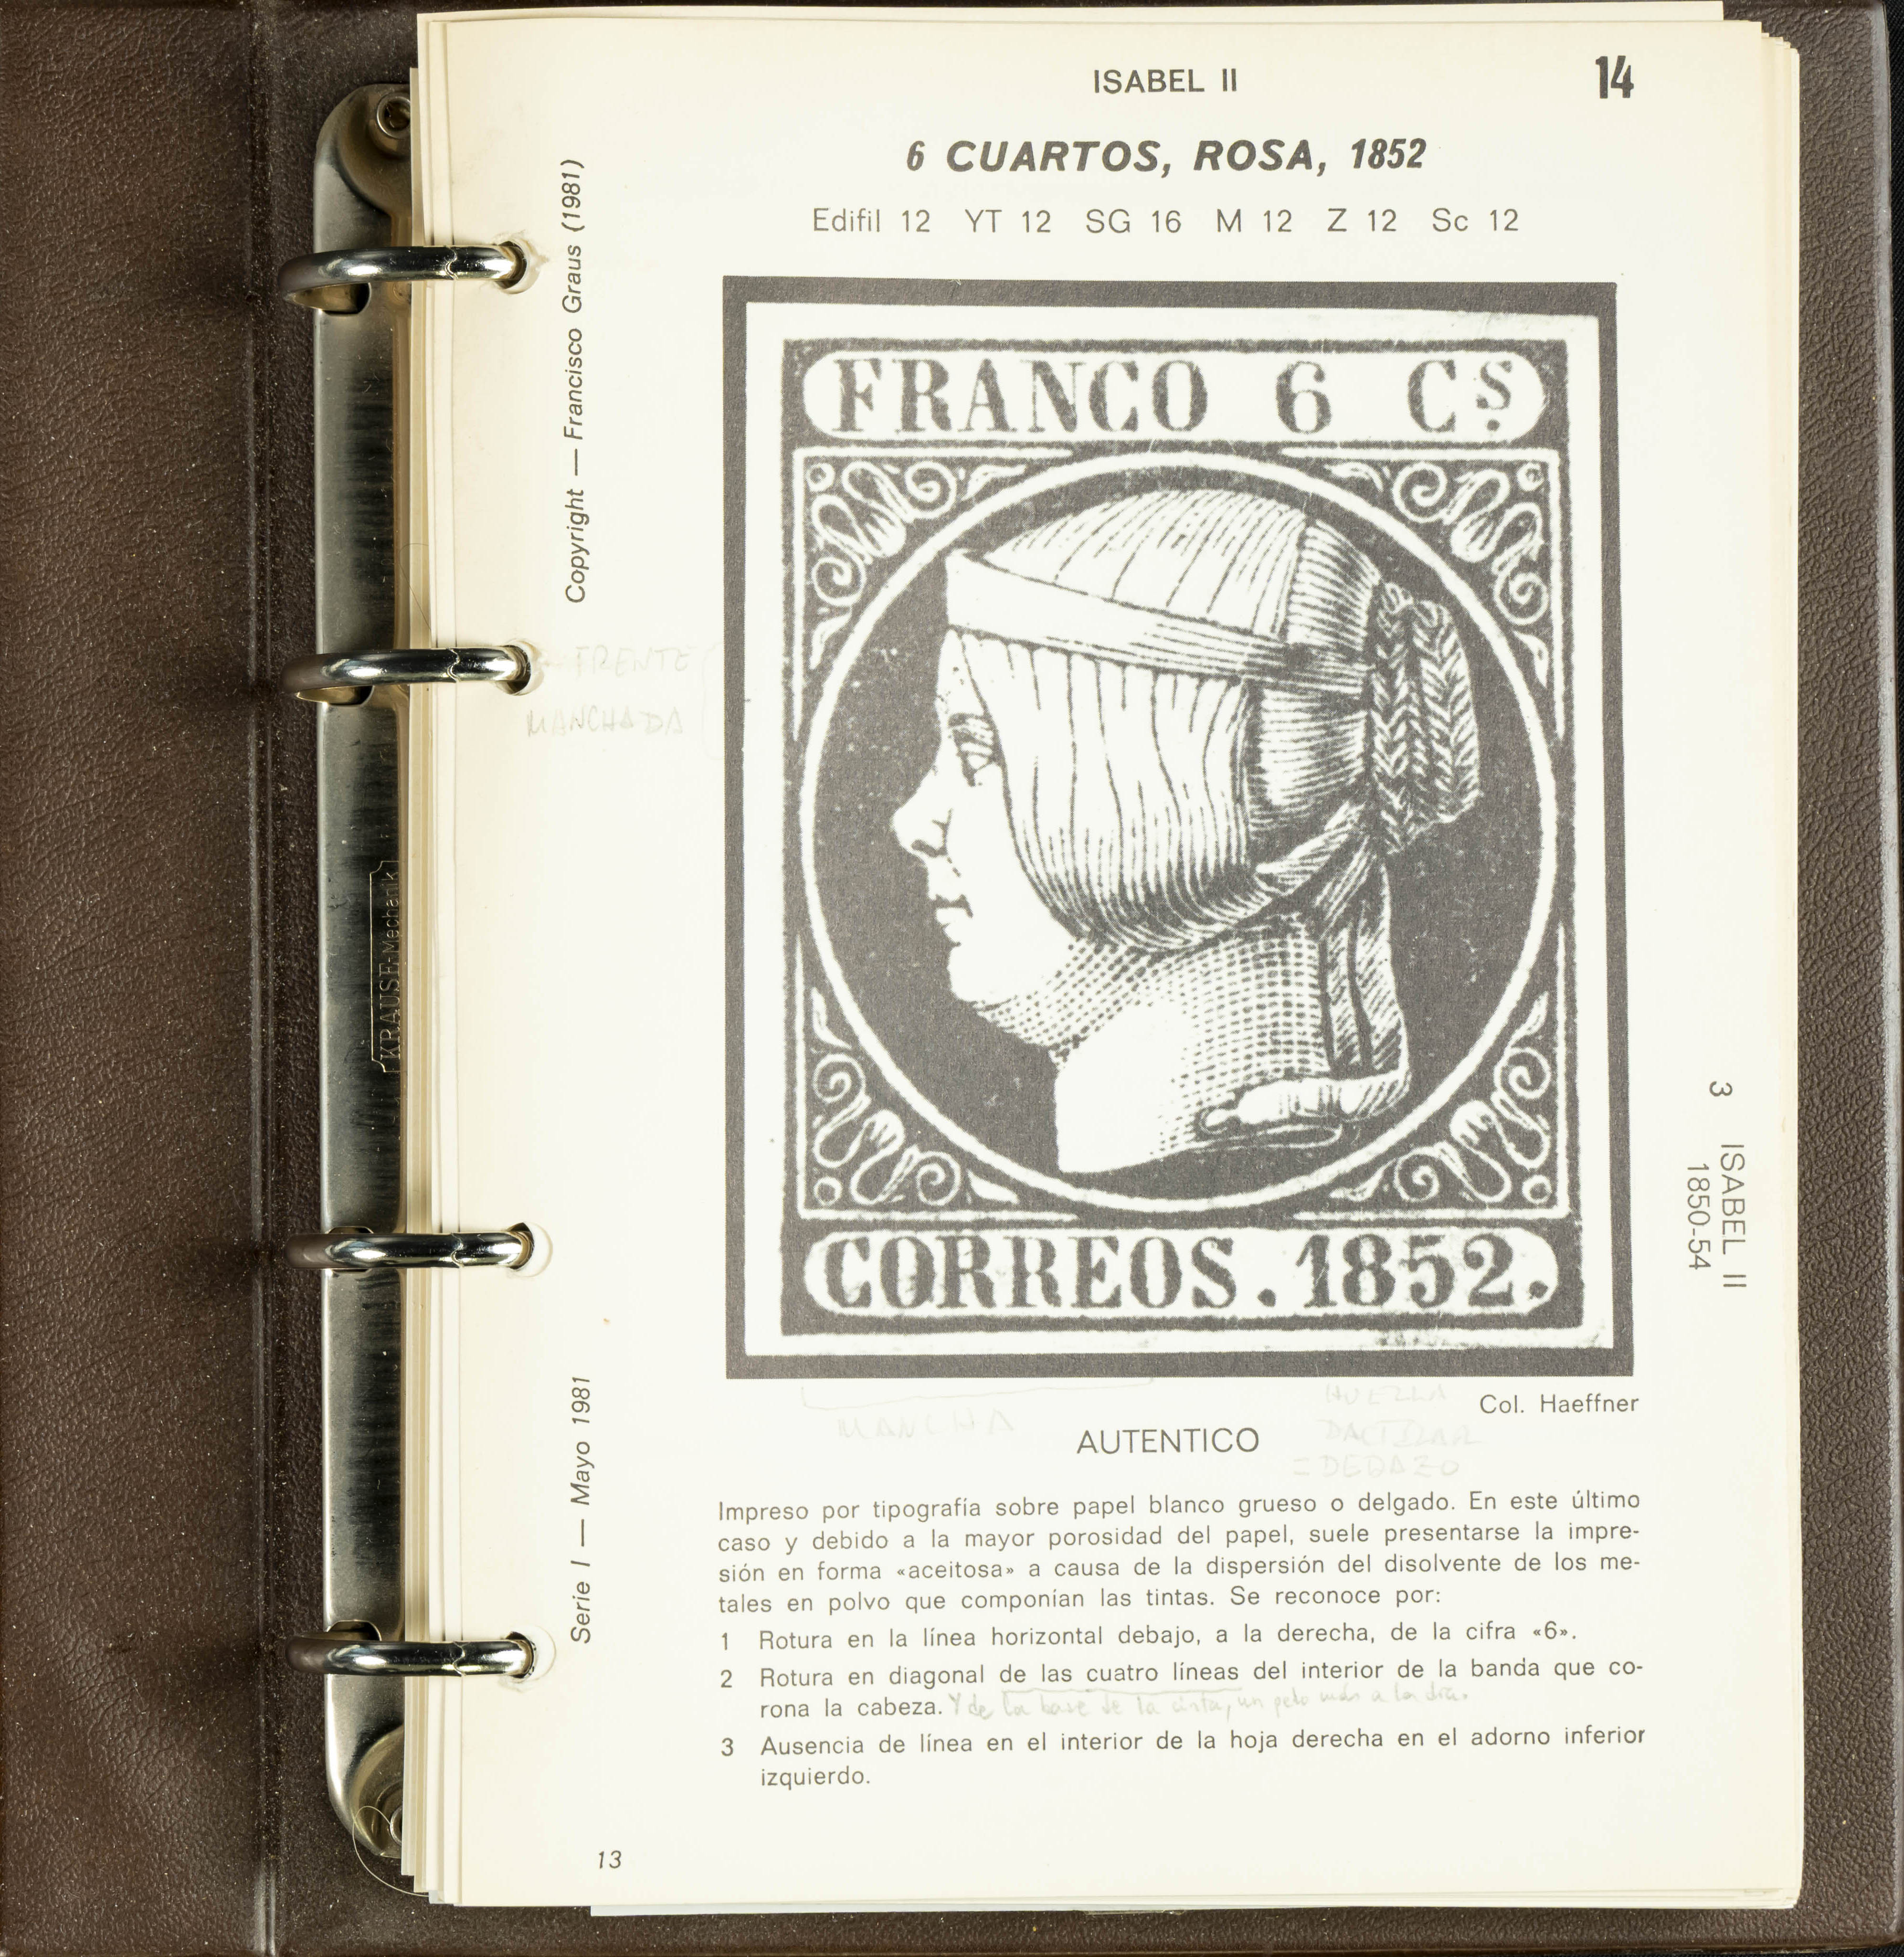 ISABEL II
14
6 CUARTOS, ROSA, 1852
Edifil 12 YT 12 SG 16 M 12 Z 12 Sc 12
Copyright — Francisco Graus (1981)
FRENTE
MANCHADA
FRANCO 6 Cs.
CORREOS. 1852.
KRAUSE-Mechanik
3 ISABEL II
1850-54
Serie I — Mayo 1981
Col. Haeffner
MANCHA
HUELLA
DACTILAR
= DEDAZO
AUTENTICO
Impreso por tipografía sobre papel blanco grueso o delgado. En este último
caso y debido a la mayor porosidad del papel, suele presentarse la impre-
sión en forma «aceitosa» a causa de la dispersión del disolvente de los me-
tales en polvo que componían las tintas. Se reconoce por:
1 Rotura en la línea horizontal debajo, a la derecha, de la cifra «6».
2 Rotura en diagonal de las cuatro líneas del interior de la banda que co-
rona la cabeza. Y de la base de la cinta, un pelo más a la dra.
3 Ausencia de línea en el interior de la hoja derecha en el adorno inferior
izquierdo.
13